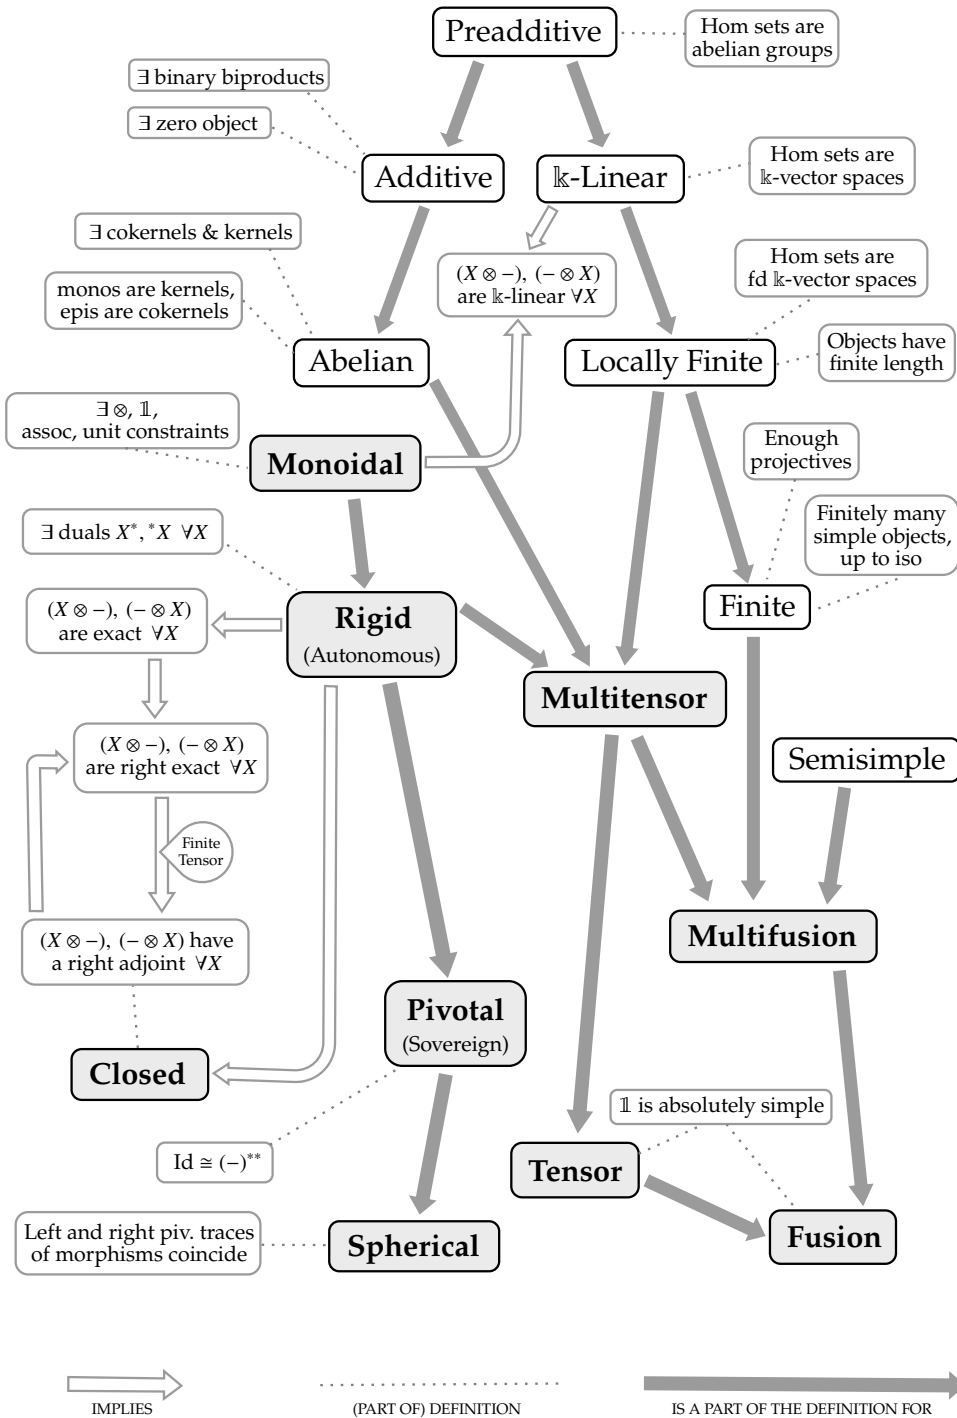 Preadditive
Hom sets are
abelian groups
∃ binary biproducts
∃ zero object
Additive
𝕜-Linear
Hom sets are
𝕜-vector spaces
∃ cokernels & kernels
(X ⊗ −), (− ⊗ X)
are 𝕜-linear ∀X
Hom sets are
fd 𝕜-vector spaces
monos are kernels,
epis are cokernels
Abelian
Locally Finite
Objects have
finite length
∃ ⊗, 𝟙,
assoc, unit constraints
Monoidal
Enough
projectives
∃ duals X*, *X ∀X
Finitely many
simple objects,
up to iso
(X ⊗ −), (− ⊗ X)
are exact ∀X
Rigid
(Autonomous)
Finite
Multitensor
(X ⊗ −), (− ⊗ X)
are right exact ∀X
Semisimple
Finite
Tensor
(X ⊗ −), (− ⊗ X) have
a right adjoint ∀X
Multifusion
Pivotal
(Sovereign)
Closed
𝟙 is absolutely simple
Id ≅ (−)**
Tensor
Left and right piv. traces
of morphisms coincide
Spherical
Fusion
IMPLIES
(PART OF) DEFINITION
IS A PART OF THE DEFINITION FOR